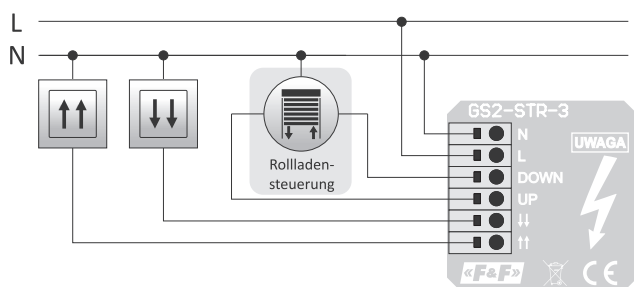 L
N
GS2-STR-3
N
UWAGA
L
DOWN
UP
↓↓
↑↑
Rollladen-
steuerung
«F&F»
CE